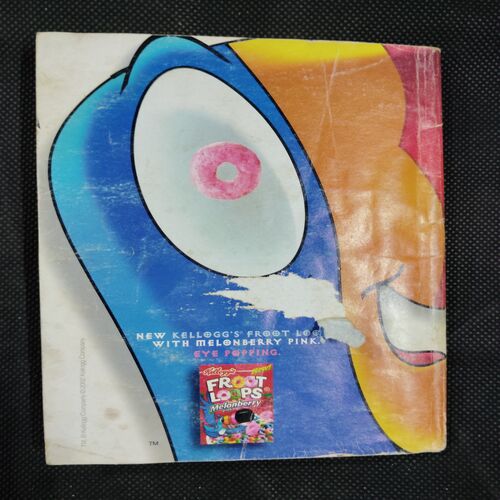 NEW KELLOGG'S FROOT LOO
WITH MELONBERRY PINK.
EYE POPPING.
Kellogg's
FROOT
LOOPS
Melonberry
TM